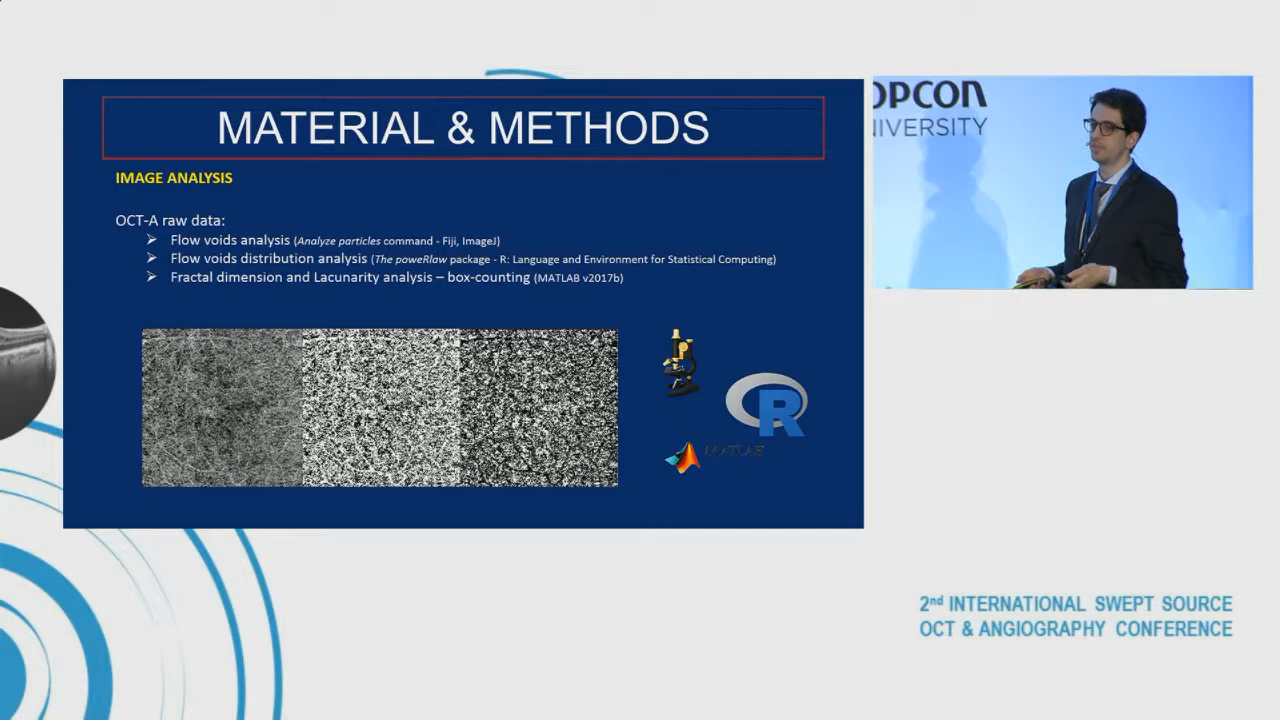 MATERIAL & METHODS
IMAGE ANALYSIS
OCT-A raw data:
Flow voids analysis (Analyze particles command - Fiji, ImageJ)
Flow voids distribution analysis (The poweRlaw package - R: Language and Environment for Statistical Computing)
Fractal dimension and Lacunarity analysis – box-counting (MATLAB v2017b)
R
MATLAB
OPCON
NIVERSITY
2nd INTERNATIONAL SWEPT SOURCE
OCT & ANGIOGRAPHY CONFERENCE